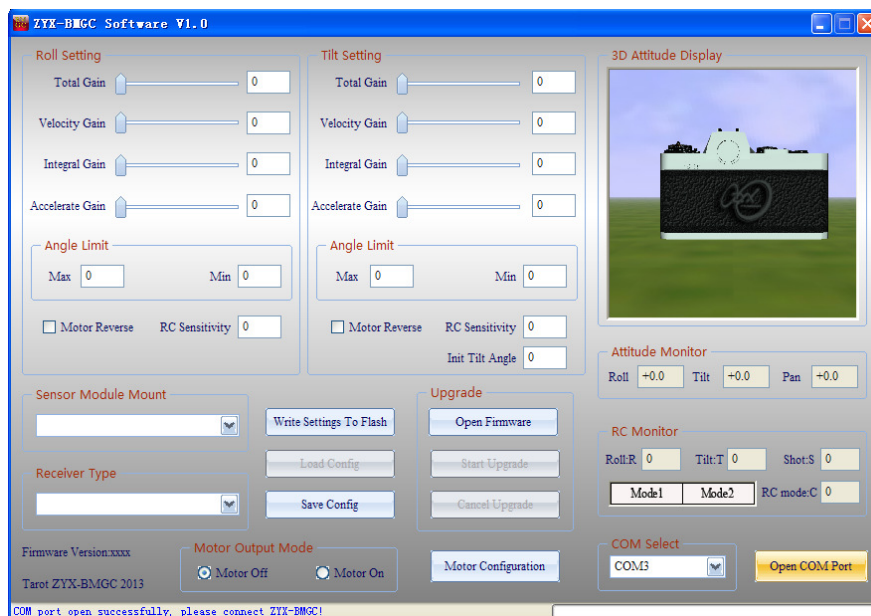 ZYX-BMGC Software V1.0
Roll Setting
Total Gain 0
Velocity Gain 0
Integral Gain 0
Accelerate Gain 0
Angle Limit
Max 0 Min 0
Motor Reverse RC Sensitivity 0
Tilt Setting
Total Gain 0
Velocity Gain 0
Integral Gain 0
Accelerate Gain 0
Angle Limit
Max 0 Min 0
Motor Reverse RC Sensitivity 0
Init Tilt Angle 0
3D Attitude Display
ZYX
Attitude Monitor
Roll +0.0 Tilt +0.0 Pan +0.0
RC Monitor
Roll:R 0 Tilt:T 0 Shot:S 0
Mode1 Mode2 RC mode:C 0
Sensor Module Mount
Receiver Type
Write Settings To Flash
Load Config
Save Config
Upgrade
Open Firmware
Start Upgrade
Cancel Upgrade
Firmware Version:xxxx
Tarot ZYX-BMGC 2013
Motor Output Mode
Motor Off Motor On
Motor Configuration
COM Select
COM3
Open COM Port
COM port open successfully, please connect ZYX-BMGC!